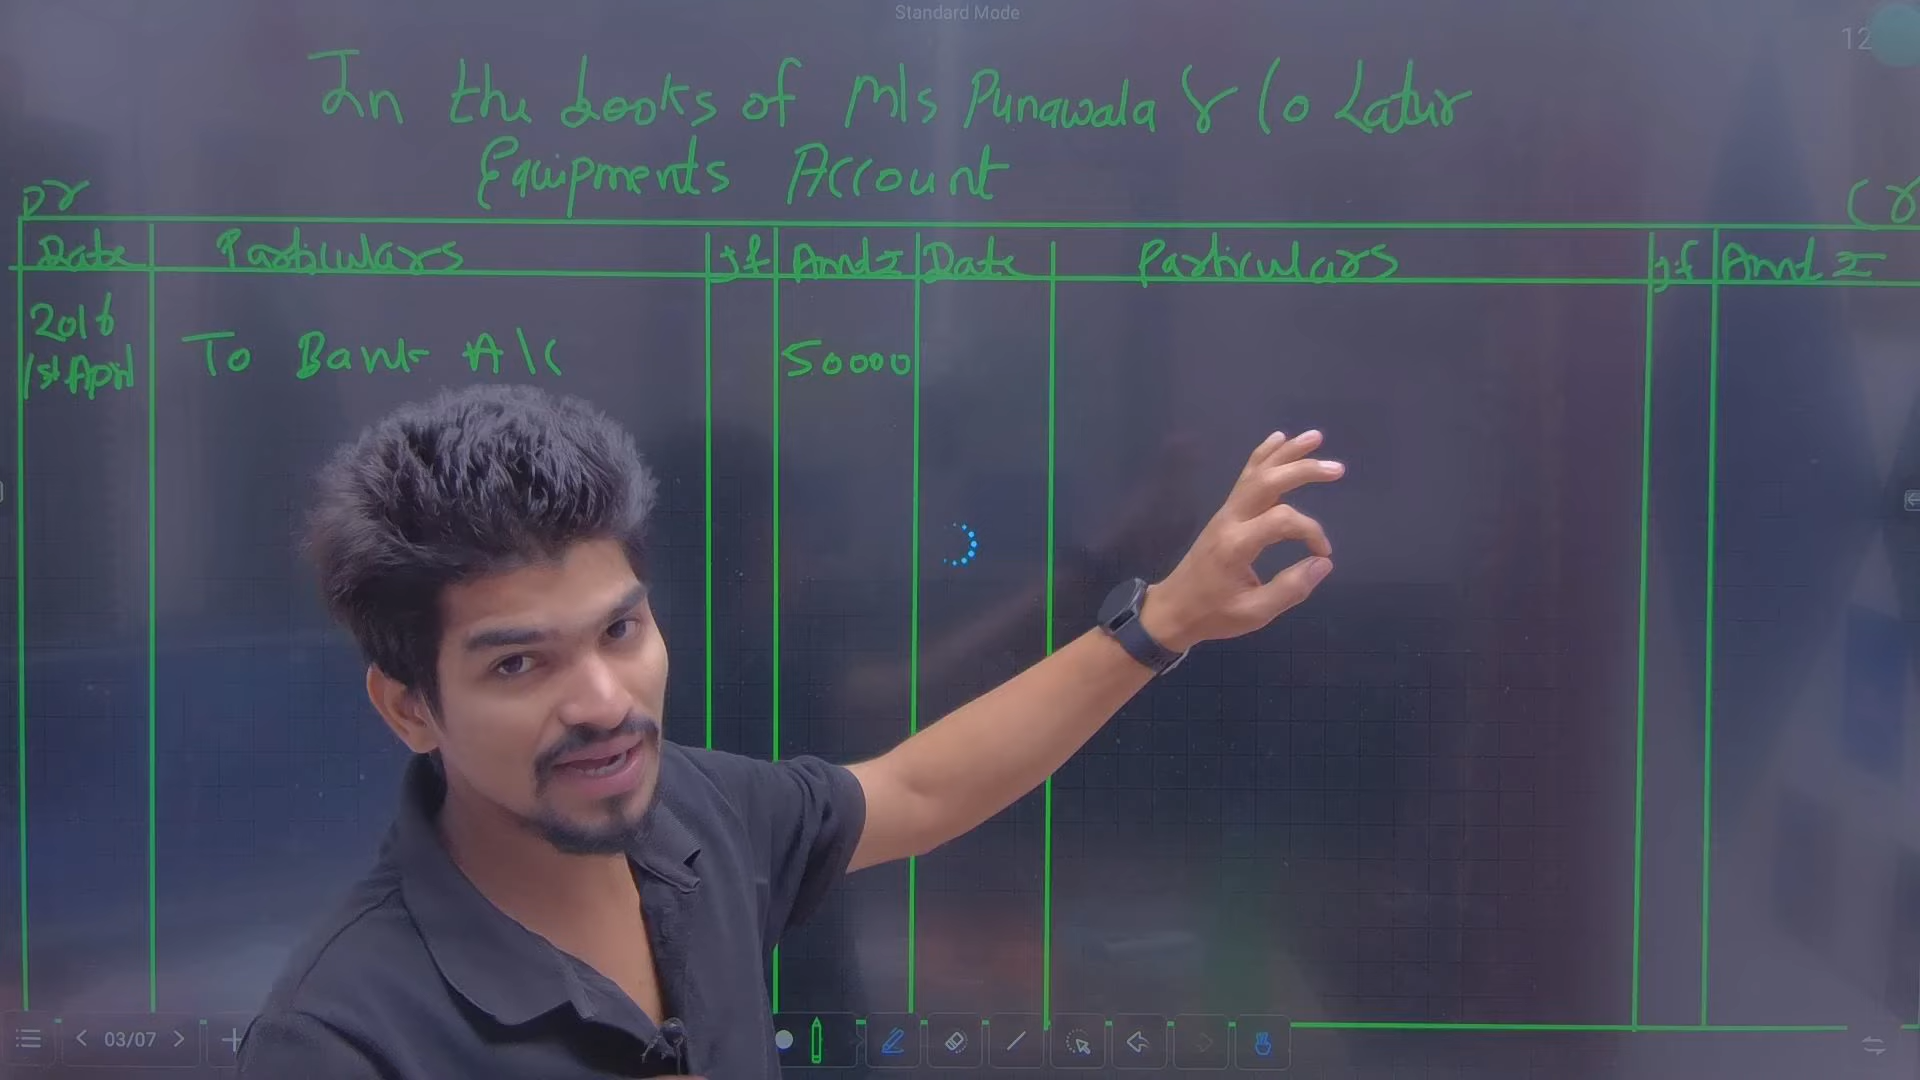 Standard Mode
12
In the books of M/s Punawala & Co Latur
Equipments Account
Dr
Cr
Date Particulars J.f Amt ₹ Date Particulars J.f Amt ₹
2016
1st April To Bank A/c 50000
03/07